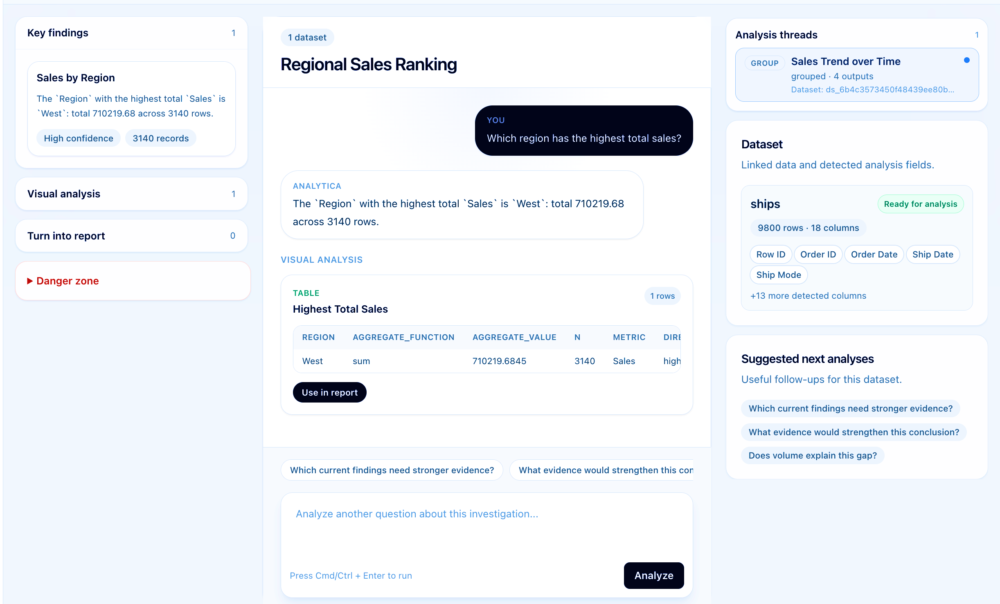 Key findings
1
Sales by Region
The `Region` with the highest total `Sales` is
`West`: total 710219.68 across 3140 rows.
High confidence
3140 records
Visual analysis
1
Turn into report
0
Danger zone
1 dataset
Regional Sales Ranking
YOU
Which region has the highest total sales?
ANALYTICA
The `Region` with the highest total `Sales` is `West`: total 710219.68
across 3140 rows.
VISUAL ANALYSIS
TABLE
1 rows
Highest Total Sales
REGION AGGREGATE_FUNCTION AGGREGATE_VALUE N METRIC DIRE
West sum 710219.6845 3140 Sales high
Use in report
Which current findings need stronger evidence?
What evidence would strengthen this con
Analyze another question about this investigation...
Press Cmd/Ctrl + Enter to run
Analyze
Analysis threads
1
GROUP
Sales Trend over Time
grouped · 4 outputs
Dataset: ds_6b4c3573450f48439ee80b...
Dataset
Linked data and detected analysis fields.
ships
Ready for analysis
9800 rows · 18 columns
Row ID Order ID Order Date Ship Date
Ship Mode
+13 more detected columns
Suggested next analyses
Useful follow-ups for this dataset.
Which current findings need stronger evidence?
What evidence would strengthen this conclusion?
Does volume explain this gap?